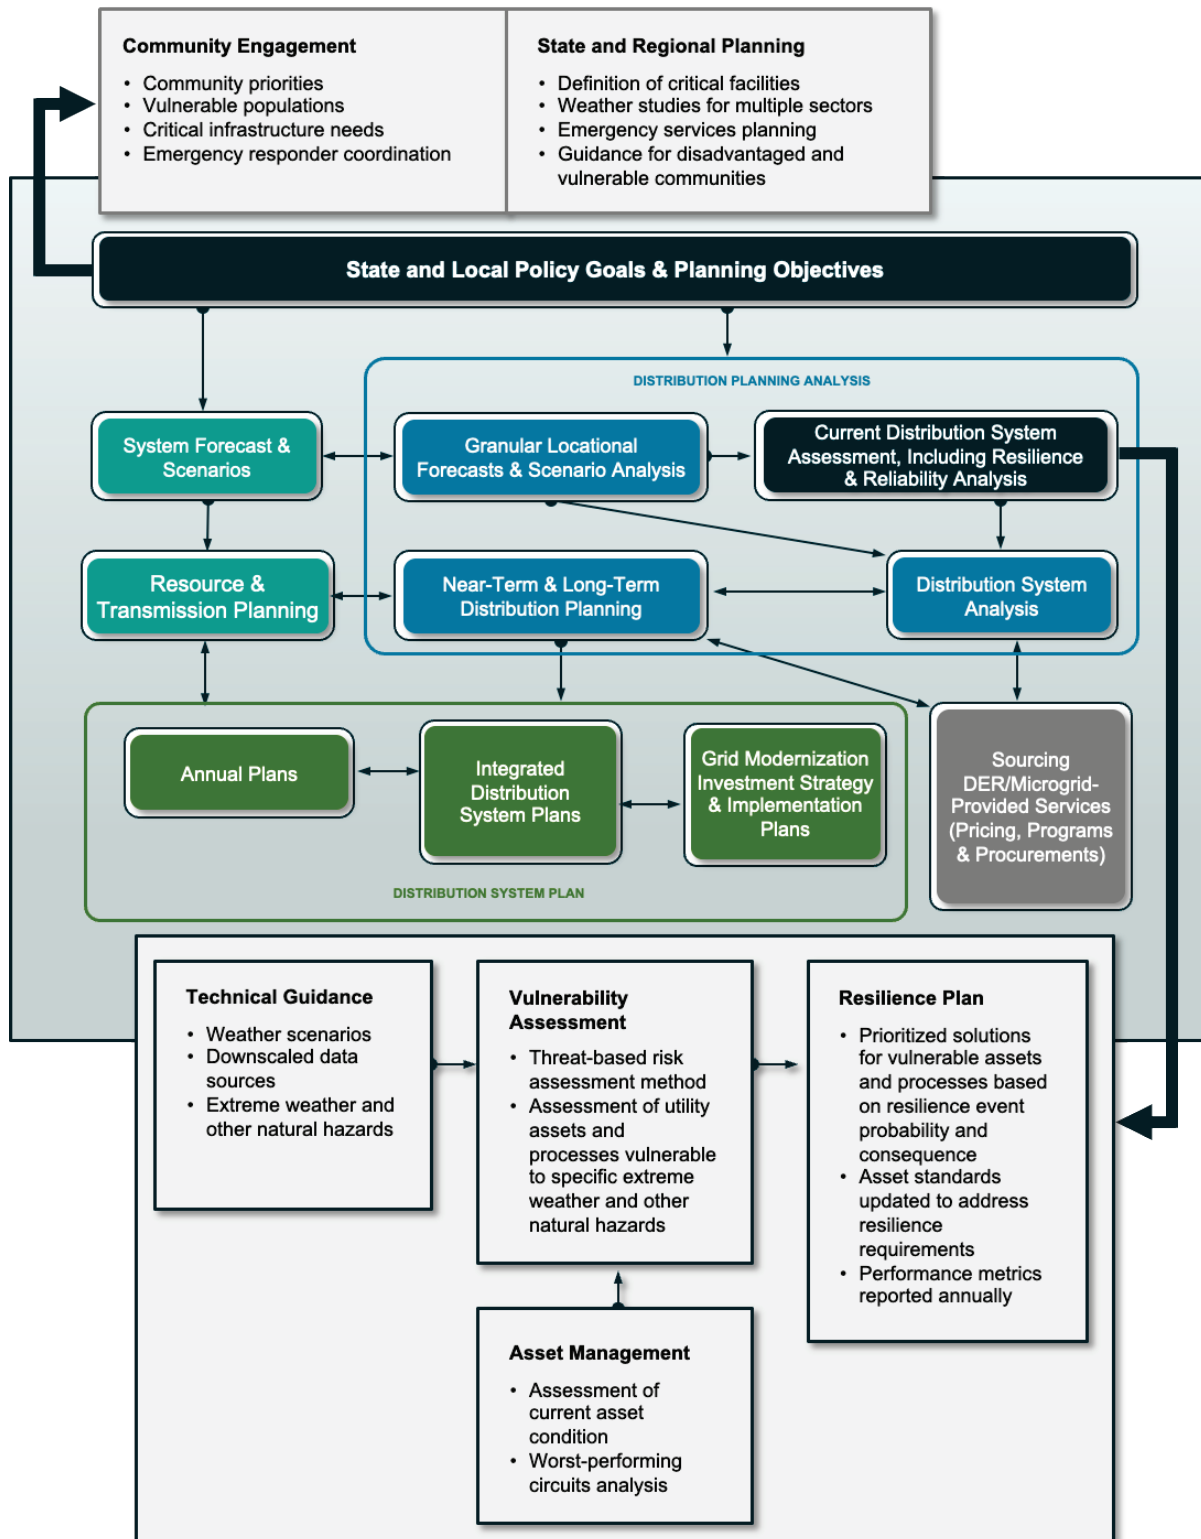 Community Engagement
• Community priorities
• Vulnerable populations
• Critical infrastructure needs
• Emergency responder coordination
State and Regional Planning
• Definition of critical facilities
• Weather studies for multiple sectors
• Emergency services planning
• Guidance for disadvantaged and
vulnerable communities
State and Local Policy Goals & Planning Objectives
DISTRIBUTION PLANNING ANALYSIS
System Forecast &
Scenarios
Granular Locational
Forecasts & Scenario Analysis
Current Distribution System
Assessment, Including Resilience
& Reliability Analysis
Resource &
Transmission Planning
Near-Term & Long-Term
Distribution Planning
Distribution System
Analysis
Annual Plans
Integrated
Distribution
System Plans
Grid Modernization
Investment Strategy
& Implementation
Plans
Sourcing
DER/Microgrid-
Provided Services
(Pricing, Programs
& Procurements)
DISTRIBUTION SYSTEM PLAN
Technical Guidance
• Weather scenarios
• Downscaled data
sources
• Extreme weather and
other natural hazards
Vulnerability
Assessment
• Threat-based risk
assessment method
• Assessment of utility
assets and
processes vulnerable
to specific extreme
weather and other
natural hazards
Resilience Plan
• Prioritized solutions
for vulnerable assets
and processes based
on resilience event
probability and
consequence
• Asset standards
updated to address
resilience
requirements
• Performance metrics
reported annually
Asset Management
• Assessment of
current asset
condition
• Worst-performing
circuits analysis